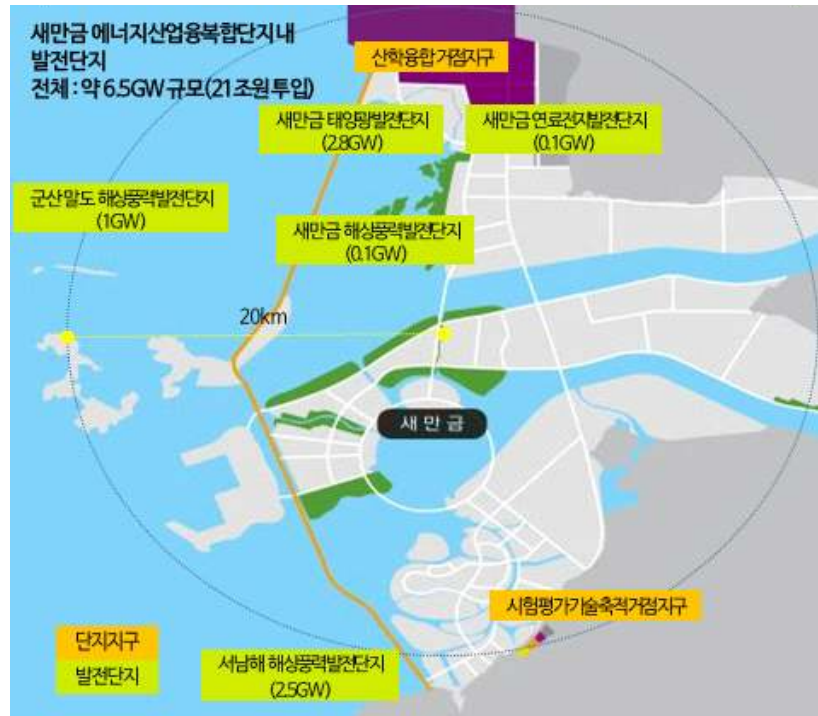 새만금 에너지산업융복합단지 내
발전단지
전체 : 약 6.5GW 규모(21조원 투입)
산학융합 거점지구
새만금 태양광발전단지
(2.8GW)
새만금 연료전지발전단지
(0.1GW)
군산 말도 해상풍력발전단지
(1GW)
새만금 해상풍력발전단지
(0.1GW)
20km
새만금
시험평가기술축적거점지구
단지지구
발전단지
서남해 해상풍력발전단지
(2.5GW)